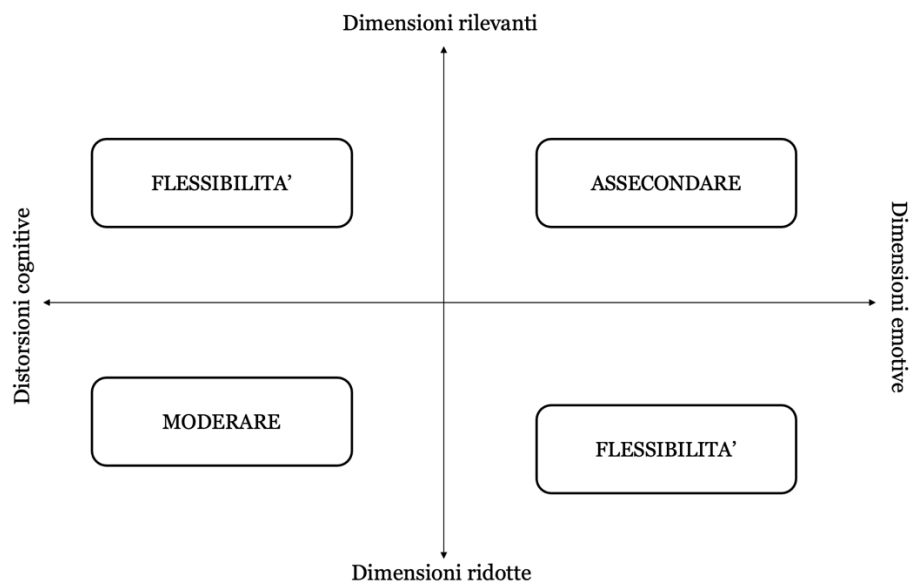 Dimensioni rilevanti
FLESSIBILITA’
ASSECONDARE
Distorsioni cognitive
Dimensioni emotive
MODERARE
FLESSIBILITA’
Dimensioni ridotte